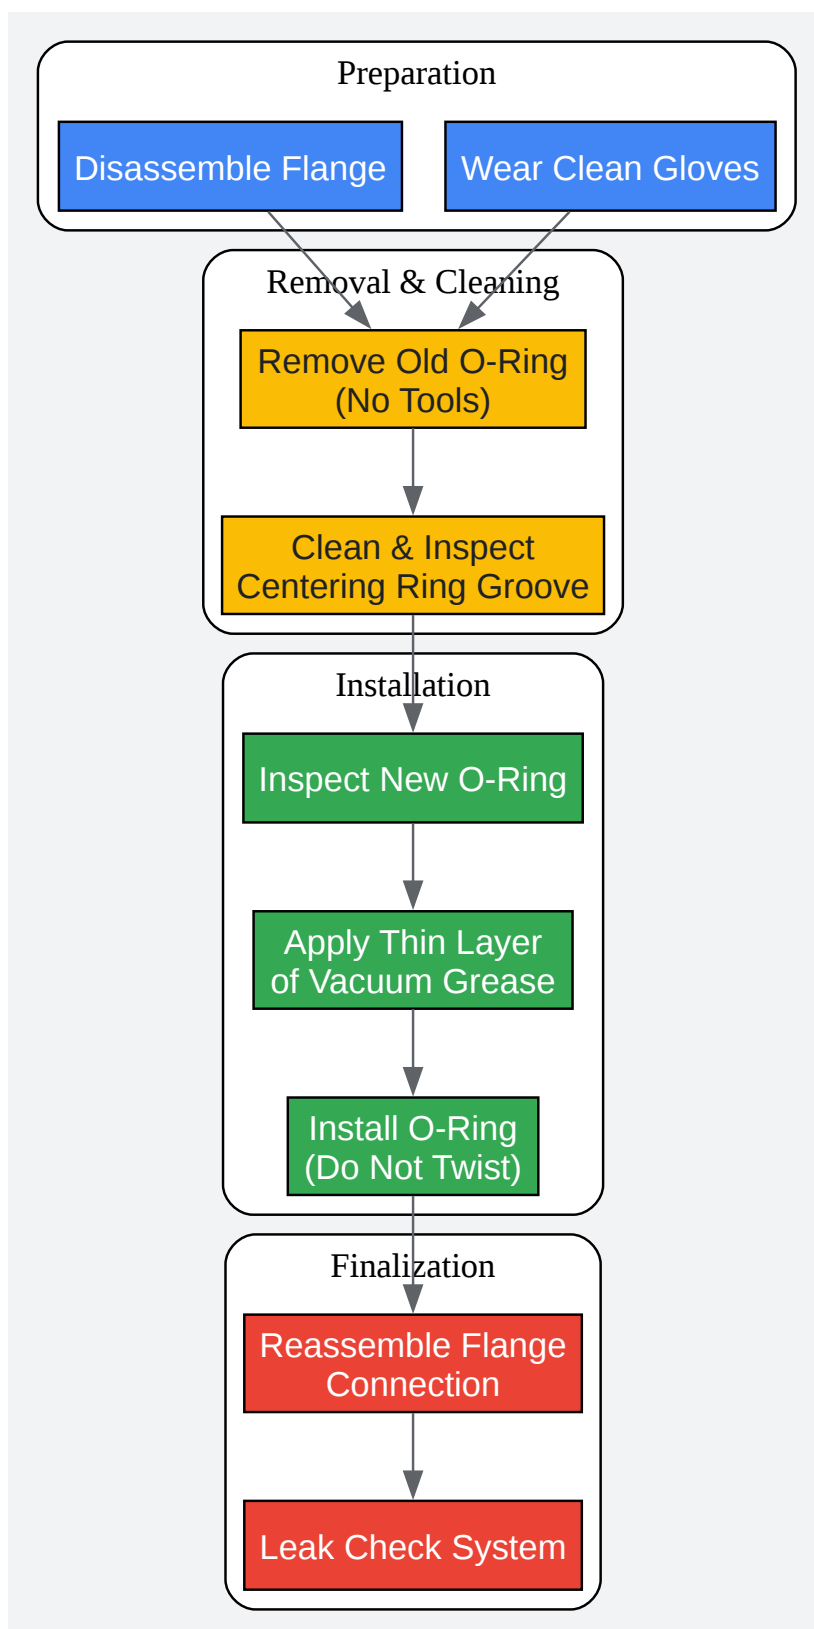 Preparation
Disassemble Flange
Wear Clean Gloves
Removal & Cleaning
Remove Old O-Ring
(No Tools)
Clean & Inspect
Centering Ring Groove
Installation
Inspect New O-Ring
Apply Thin Layer
of Vacuum Grease
Install O-Ring
(Do Not Twist)
Finalization
Reassemble Flange
Connection
Leak Check System